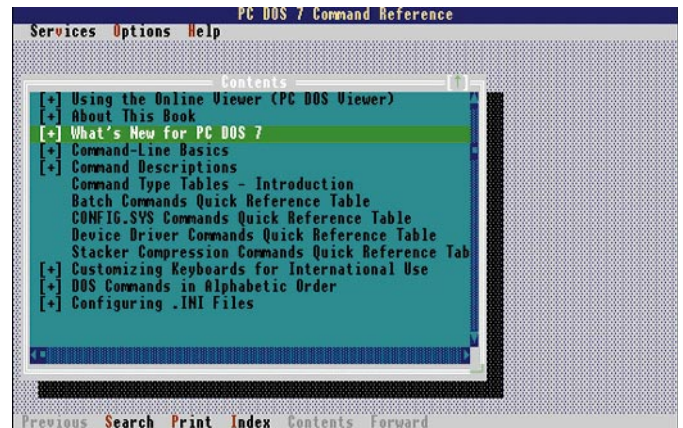 PC DOS 7 Command Reference
Services Options Help
Contents [↑]
[+] Using the Online Viewer (PC DOS Viewer)
[+] About This Book
[+] What's New for PC DOS 7
[+] Command-Line Basics
[+] Command Descriptions
Command Type Tables - Introduction
Batch Commands Quick Reference Table
CONFIG.SYS Commands Quick Reference Table
Device Driver Commands Quick Reference Table
Stacker Compression Commands Quick Reference Tab
[+] Customizing Keyboards for International Use
[+] DOS Commands in Alphabetic Order
[+] Configuring .INI Files
Previous Search Print Index Contents Forward